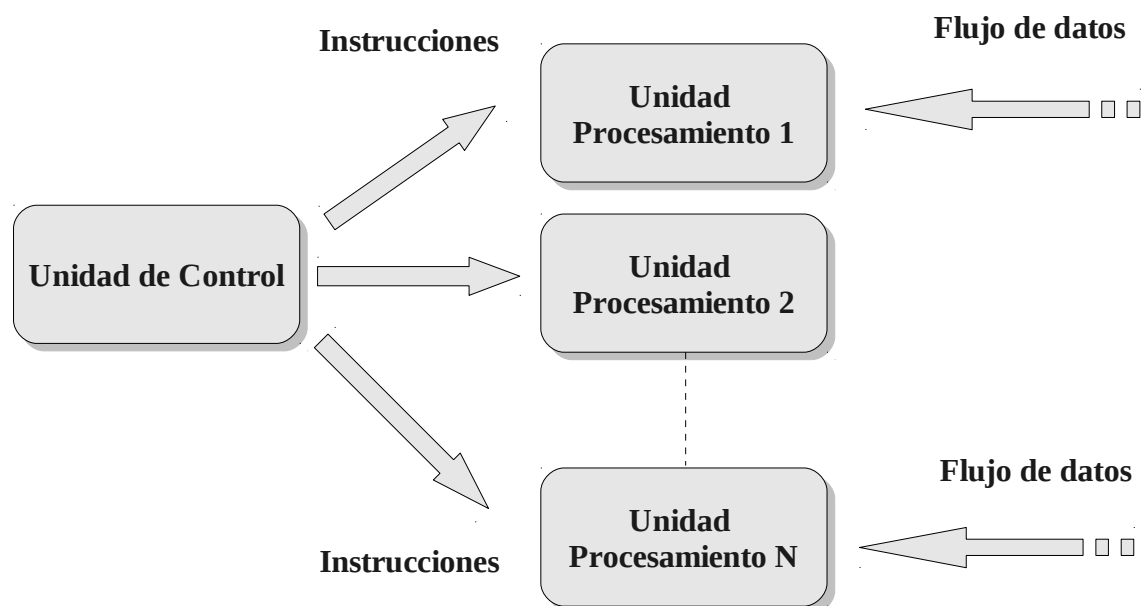 Instrucciones
Flujo de datos
Unidad
Procesamiento 1
Unidad de Control
Unidad
Procesamiento 2
Flujo de datos
Unidad
Procesamiento N
Instrucciones